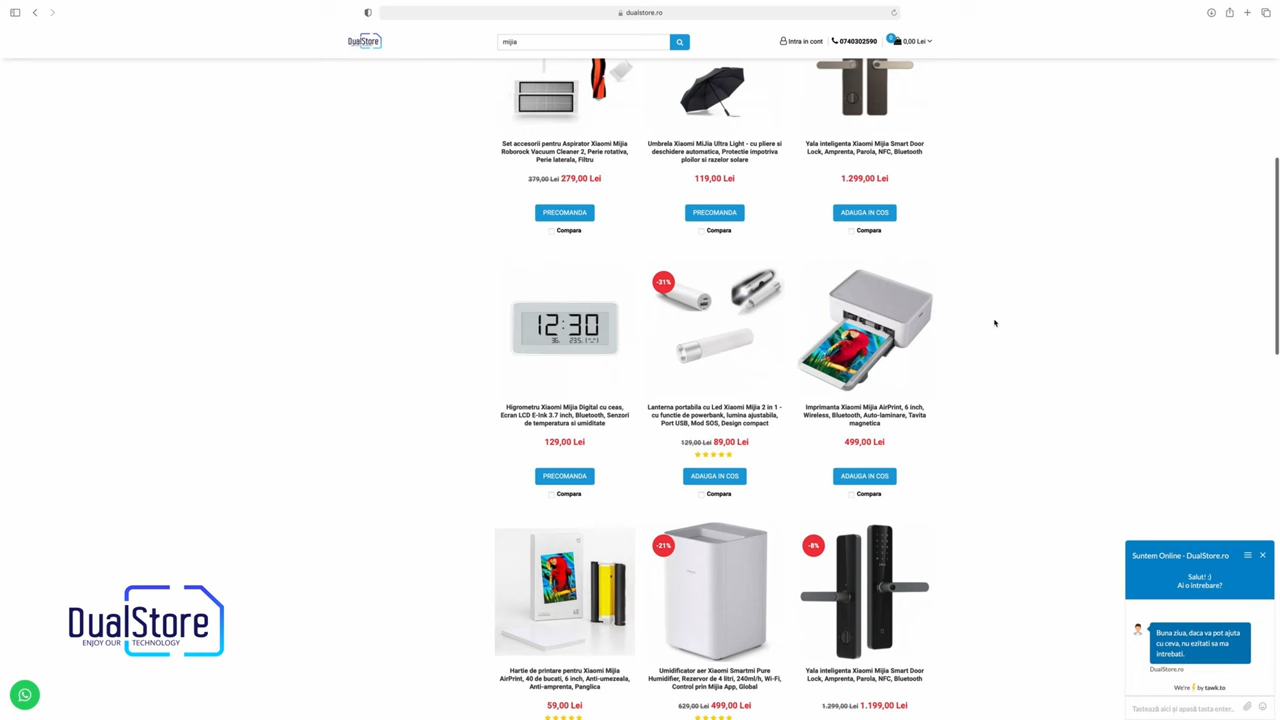 dualstore.ro
DualStore
mijia
Intra in cont
0740302590
0
0,00 Lei
Set accesorii pentru Aspirator Xiaomi Mijia
Roborock Vacuum Cleaner 2, Perie rotativa,
Perie laterala, Filtru
379,00 Lei 279,00 Lei
PRECOMANDA
Compara
Umbrela Xiaomi MiJia Ultra Light - cu pliere si
deschidere automata, Protectie impotriva
ploilor si razelor solare
119,00 Lei
PRECOMANDA
Compara
Yala inteligenta Xiaomi Mijia Smart Door
Lock, Amprenta, Parola, NFC, Bluetooth
1.299,00 Lei
ADAUGA IN COS
Compara
12:30
Higrometru Xiaomi Mijia Digital cu ceas,
Ecran LCD E-Ink 3.7 inch, Bluetooth, Senzori
de temperatura si umiditate
129,00 Lei
PRECOMANDA
Compara
-31%
Lanterna portabila cu Led Xiaomi Mijia 2 in 1 -
cu functie de powerbank, lumina ajustabila,
Port USB, Mod SOS, Design compact
129,00 Lei 89,00 Lei
ADAUGA IN COS
Compara
Imprimanta Xiaomi Mijia AirPrint, 6 inch,
Wireless, Bluetooth, Auto-laminare, Tavita
magnetica
499,00 Lei
ADAUGA IN COS
Compara
Hartie de printare pentru Xiaomi Mijia
AirPrint, 40 de bucati, 6 inch, Anti-umezeala,
Anti-amprenta, Panglica
59,00 Lei
-21%
Umidificator aer Xiaomi Smartmi Pure
Humidifier, Rezervor de 4 litri, 240ml/h, Wi-Fi,
Control prin Mijia App, Global
629,00 Lei 499,00 Lei
-8%
Yala inteligenta Xiaomi Mijia Smart Door
Lock, Amprenta, Parola, NFC, Bluetooth
1.299,00 Lei 1.199,00 Lei
DualStore
ENJOY OUR TECHNOLOGY
Suntem Online - DualStore.ro
Salut! :)
Ai o intrebare?
Buna ziua, daca va pot ajuta
cu ceva, nu ezitati sa ma
intrebati.
DualStore.ro
We're by tawk.to
Tastează aici și apasă tasta enter..